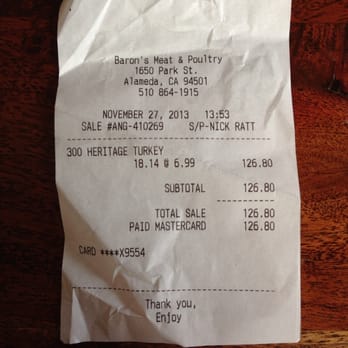 Baron's Meat & Poultry
1650 Park St.
Alameda, CA 94501
510 864-1915
NOVEMBER 27, 2013 13:53
SALE #ANG-410269 S/P-NICK RATT
300 HERITAGE TURKEY
18.14 @ 6.99 126.80
SUBTOTAL 126.80
TOTAL SALE 126.80
PAID MASTERCARD 126.80
CARD ****X9554
Thank you,
Enjoy